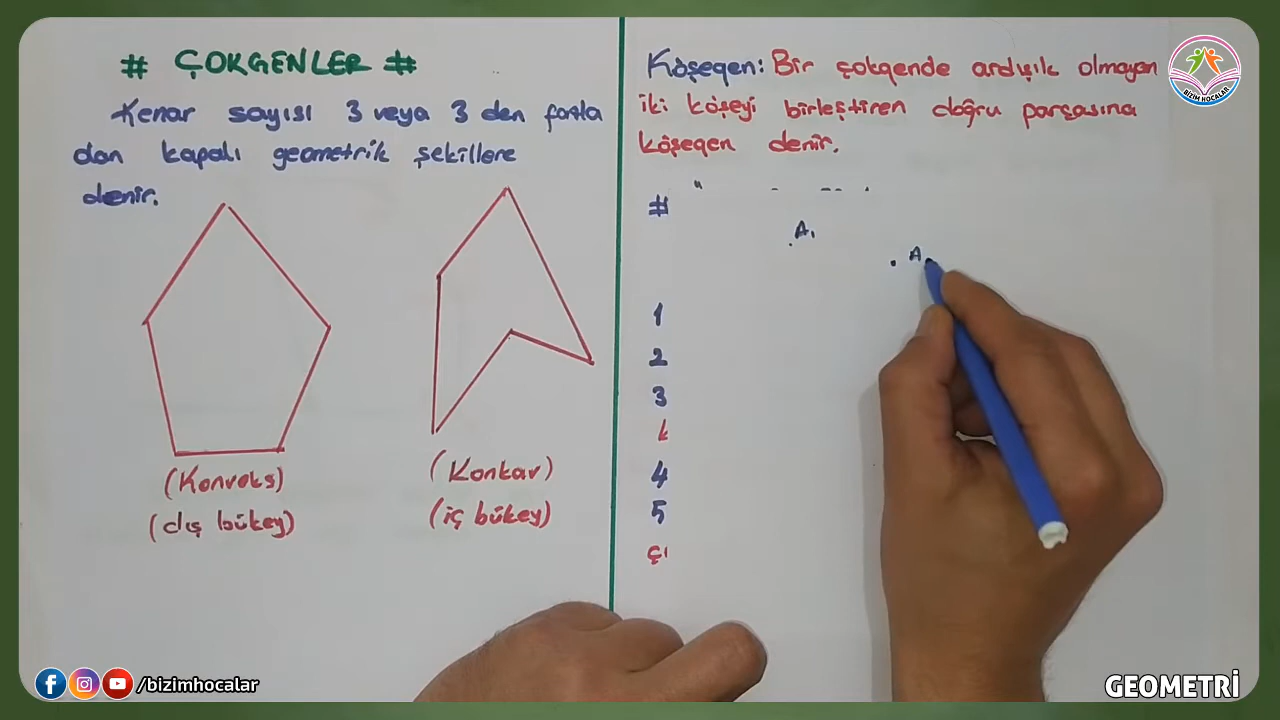 # ÇOKGENLER #
Kenar sayısı 3 veya 3 den fazla
dan kapalı geometrik şekillere
denir.
(Konveks)
(dış bükey)
(Konkav)
(iç bükey)
Köşegen: Bir çokgende ardışık olmayan
iki köşeyi birleştiren doğru parçasına
köşegen denir.
#
A₁
A
1
2
3
4
5
BİZİM HOCALAR
/bizimhocalar
GEOMETRİ